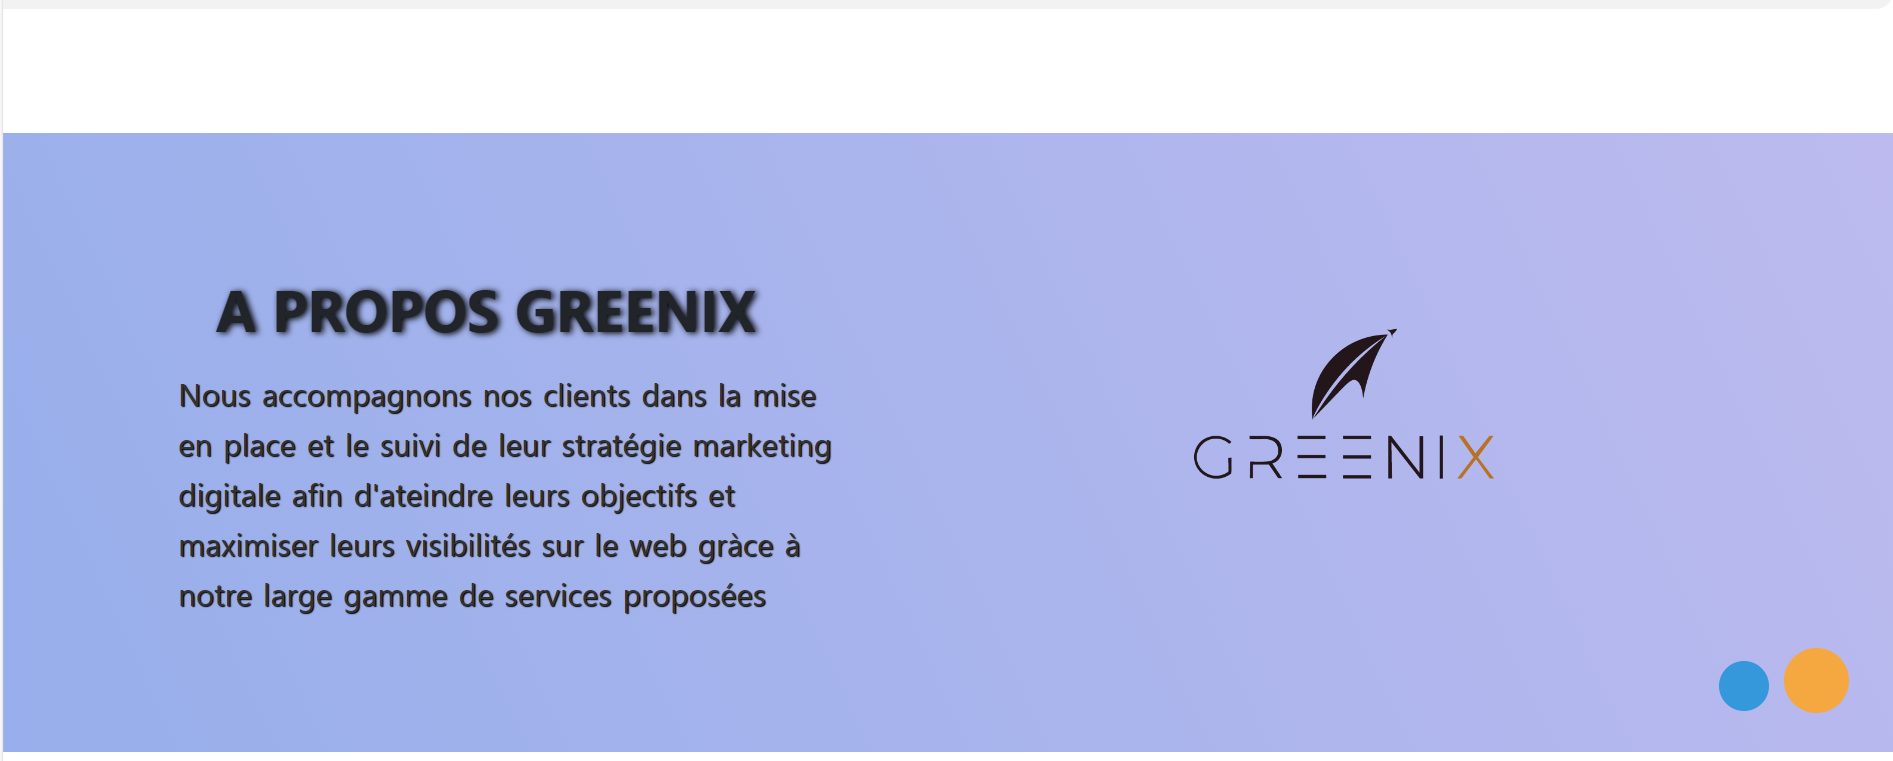 A PROPOS GREENIX
Nous accompagnons nos clients dans la mise
en place et le suivi de leur stratégie marketing
digitale afin d'ateindre leurs objectifs et
maximiser leurs visibilités sur le web gràce à
notre large gamme de services proposées
GREENIX